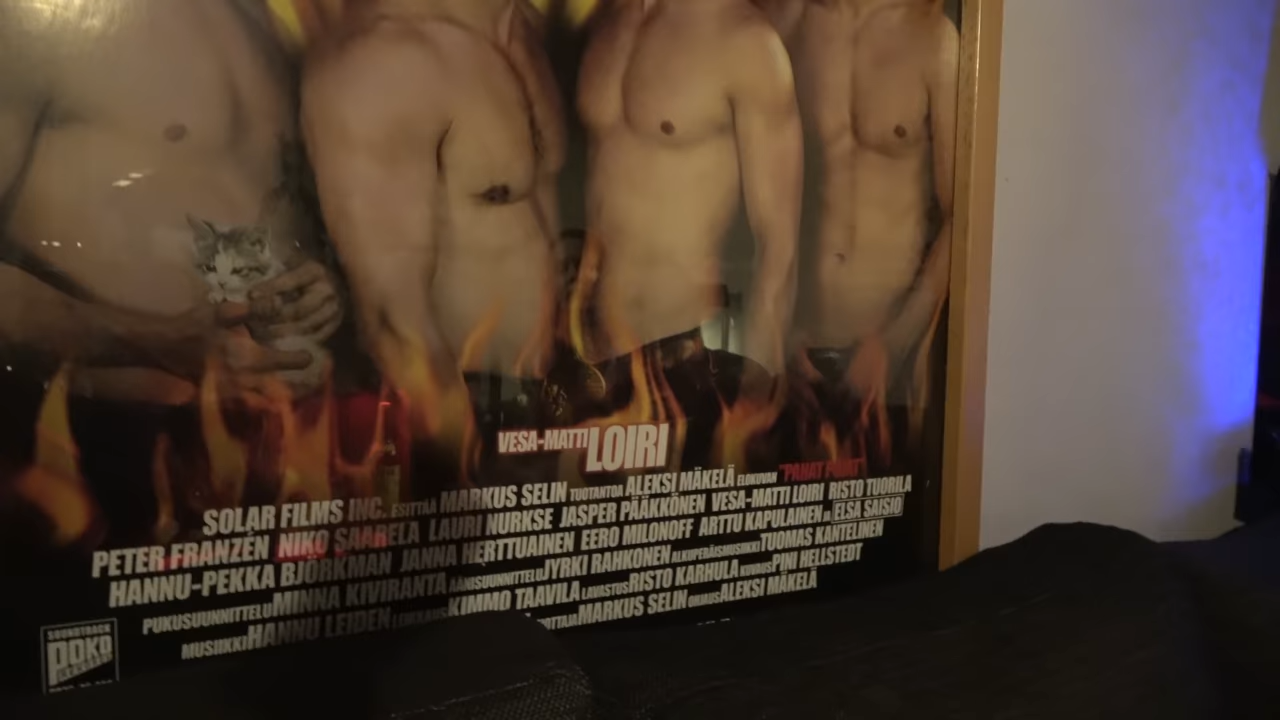 VESA-MATTI LOIRI
SOLAR FILMS INC. ESITTÄÄ MARKUS SELIN TUOTANTOA ALEKSI MÄKELÄ ELOKUVAN "PAHAT POJAT"
PETER FRANZÉN NIKO SAARELA LAURI NURKSE JASPER PÄÄKKÖNEN VESA-MATTI LOIRI RISTO TUORILA
HANNU-PEKKA BJÖRKMAN JANNA HERTTUAINEN EERO MILONOFF ARTTU KAPULAINEN JA ELSA SAISIO
PUKUSUUNNITTELU MINNA KIVIRANTA ÄÄNISUUNNITTELU JYRKI RAHKONEN ALKUPERÄISMUSIIKKI TUOMAS KANTELINEN
MUSIIKKI HANNU LEIDEN LEIKKAUS KIMMO TAAVILA LAVASTUS RISTO KARHULA KUVAUS PINI HELLSTEDT
MARKUS SELIN OHJAUS ALEKSI MÄKELÄ
SOUNDTRACK
POKO